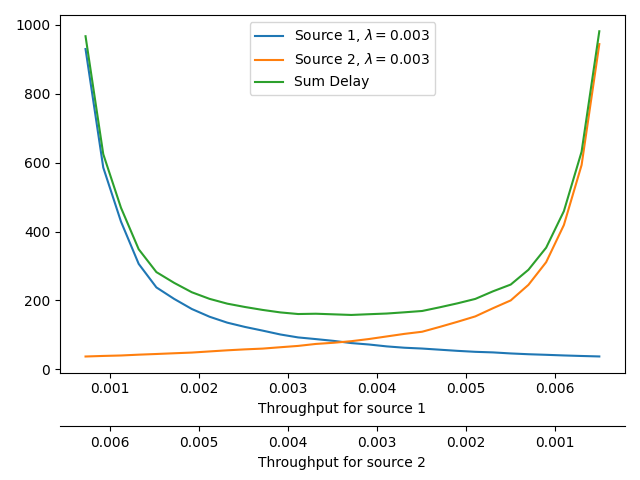 1000
800
600
400
200
0
Source 1, λ = 0.003
Source 2, λ = 0.003
Sum Delay
0.001 0.002 0.003 0.004 0.005 0.006
Throughput for source 1
0.006 0.005 0.004 0.003 0.002 0.001
Throughput for source 2